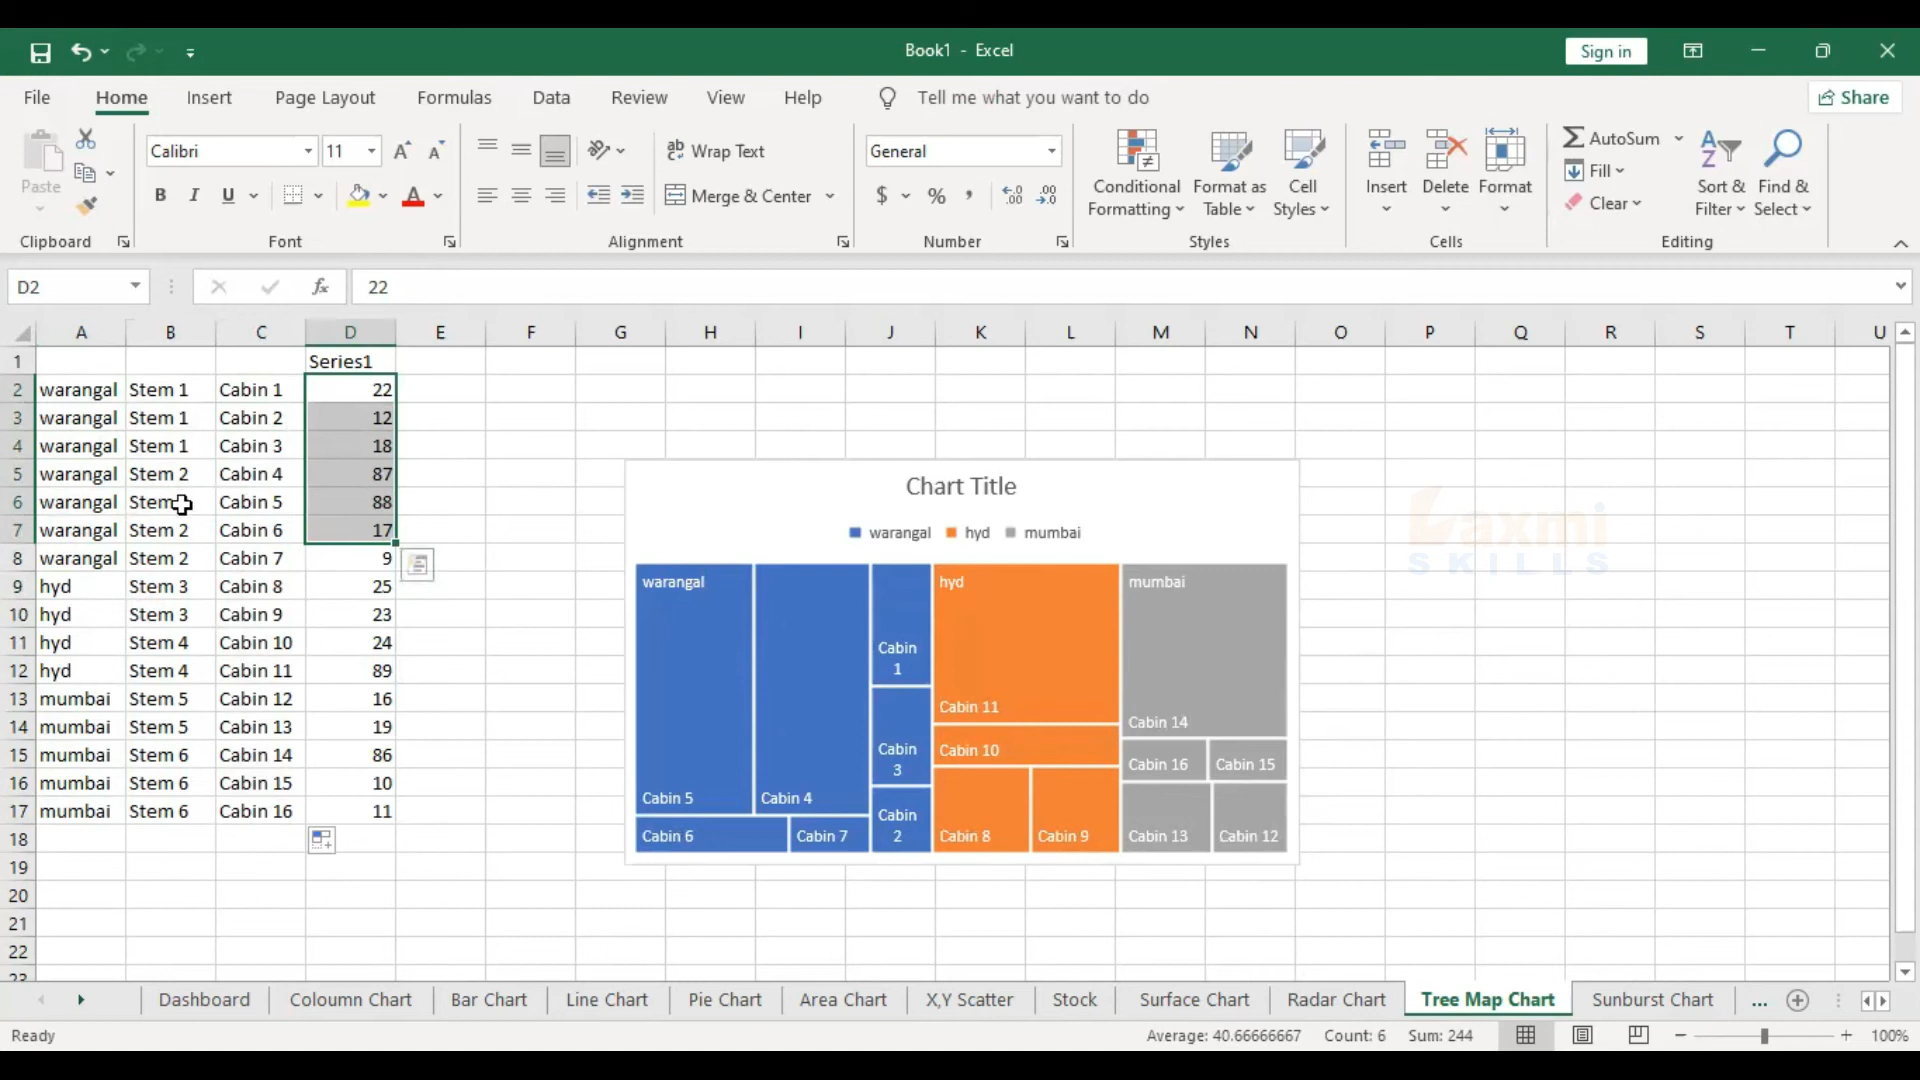 Book1 - Excel
Sign in
File Home Insert Page Layout Formulas Data Review View Help Tell me what you want to do Share
Paste
Clipboard
Calibri 11
B I U
Font
ab Wrap Text
Merge & Center
Alignment
General
$ % ,
Number
Conditional Formatting
Format as Table
Cell Styles
Styles
Insert Delete Format
Cells
AutoSum
Fill
Clear
Sort & Filter
Find & Select
Editing
D2 fx 22
A B C D E F G H I J K L M N O P Q R S T U
1 Series1
2 warangal Stem 1 Cabin 1 22
3 warangal Stem 1 Cabin 2 12
4 warangal Stem 1 Cabin 3 18
5 warangal Stem 2 Cabin 4 87
6 warangal Stem Cabin 5 88
7 warangal Stem 2 Cabin 6 17
8 warangal Stem 2 Cabin 7 9
9 hyd Stem 3 Cabin 8 25
10 hyd Stem 3 Cabin 9 23
11 hyd Stem 4 Cabin 10 24
12 hyd Stem 4 Cabin 11 89
13 mumbai Stem 5 Cabin 12 16
14 mumbai Stem 5 Cabin 13 19
15 mumbai Stem 6 Cabin 14 86
16 mumbai Stem 6 Cabin 15 10
17 mumbai Stem 6 Cabin 16 11
18
19
20
21
22
23
Chart Title
warangal hyd mumbai
warangal
Cabin 5
Cabin 4
Cabin 6
Cabin 7
Cabin
1
Cabin
3
Cabin
2
hyd
Cabin 11
Cabin 10
Cabin 8
Cabin 9
mumbai
Cabin 14
Cabin 16
Cabin 15
Cabin 13
Cabin 12
Laxmi
SKILLS
Dashboard Coloumn Chart Bar Chart Line Chart Pie Chart Area Chart X,Y Scatter Stock Surface Chart Radar Chart Tree Map Chart Sunburst Chart ...
Ready Average: 40.66666667 Count: 6 Sum: 244 100%